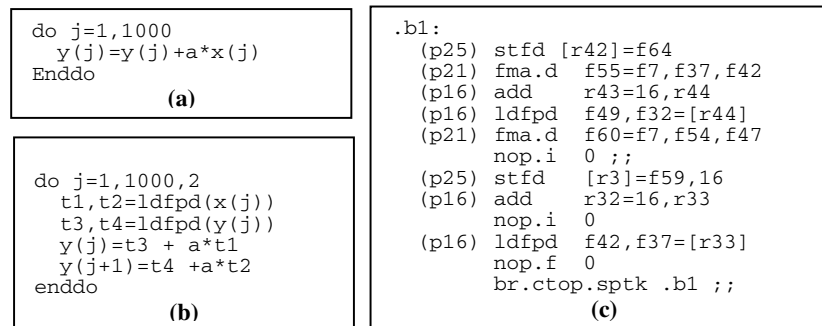 do j=1,1000
y(j)=y(j)+a*x(j)
Enddo
(a)
do j=1,1000,2
t1,t2=ldfpd(x(j))
t3,t4=ldfpd(y(j))
y(j)=t3 + a*t1
y(j+1)=t4 +a*t2
enddo
(b)
.b1:
(p25) stfd [r42]=f64
(p21) fma.d f55=f7,f37,f42
(p16) add r43=16,r44
(p16) ldfpd f49,f32=[r44]
(p21) fma.d f60=f7,f54,f47
nop.i 0 ;;
(p25) stfd [r3]=f59,16
(p16) add r32=16,r33
nop.i 0
(p16) ldfpd f42,f37=[r33]
nop.f 0
br.ctop.sptk .b1 ;;
(c)